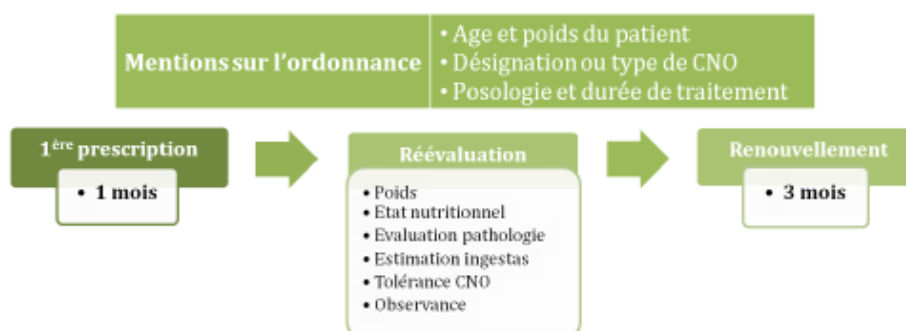 Mentions sur l'ordonnance
• Age et poids du patient
• Désignation ou type de CNO
• Posologie et durée de traitement
1ère prescription
• 1 mois
Réévaluation
• Poids
• Etat nutritionnel
• Evaluation pathologie
• Estimation ingestas
• Tolérance CNO
• Observance
Renouvellement
• 3 mois